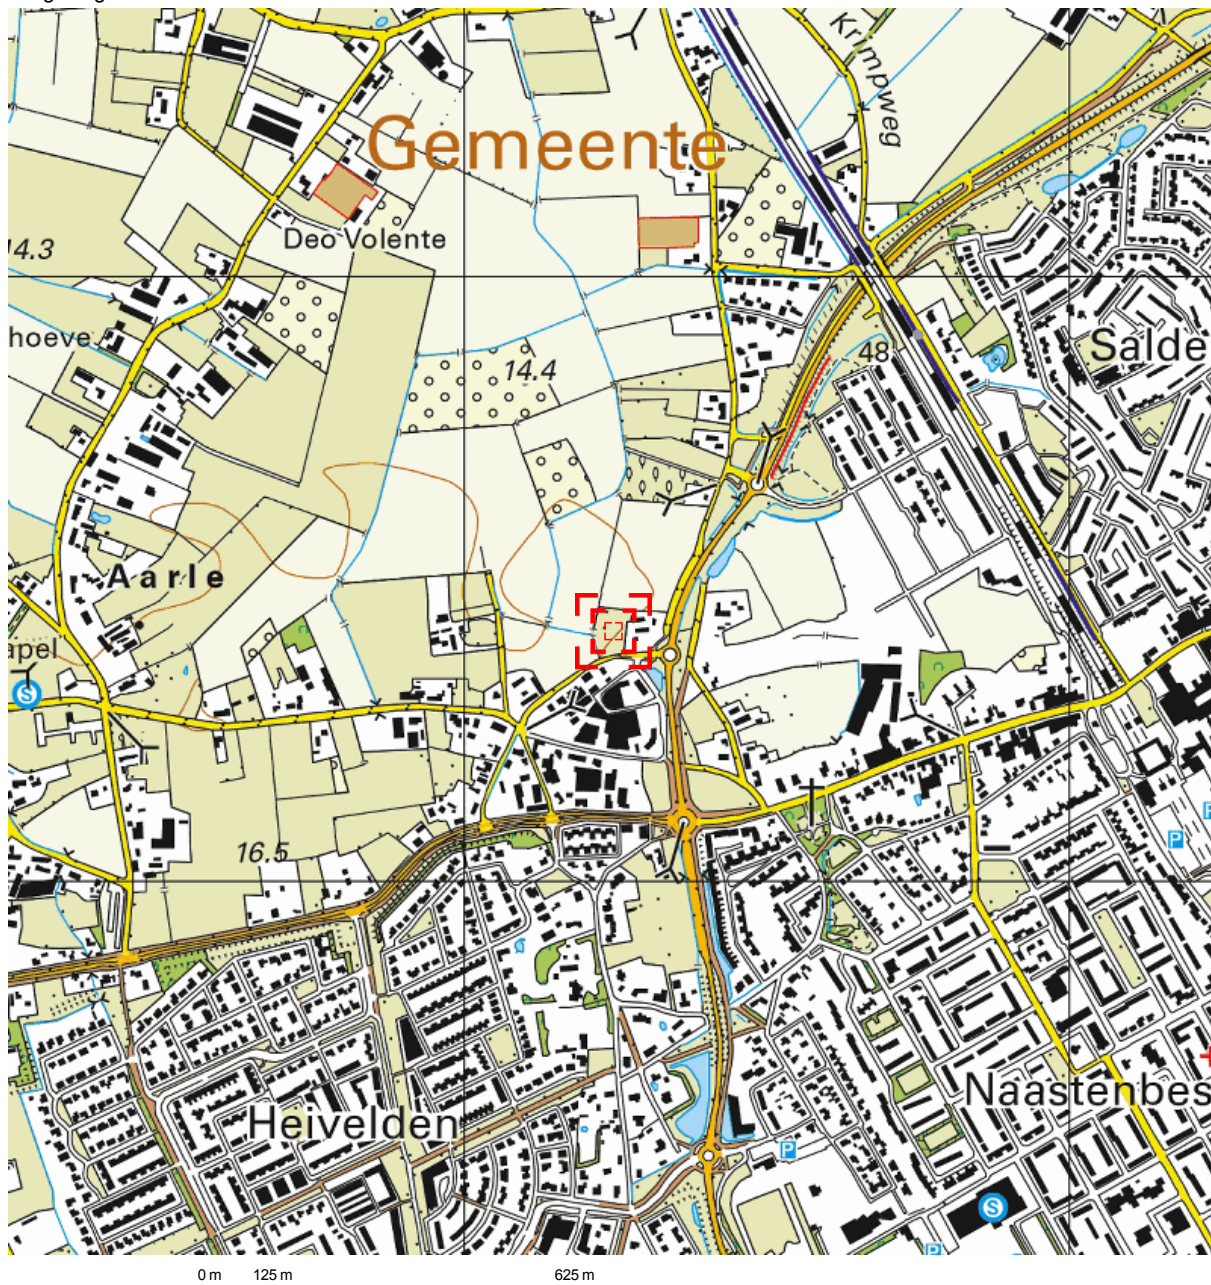 Krimpweg
Gemeente
Deo Volente
14.3
hoeve
14.4
48
Salde
Aarle
apel
S
16.5
P
P
Naastenbes
Heivelden
P
S
P
0 m 125 m 625 m